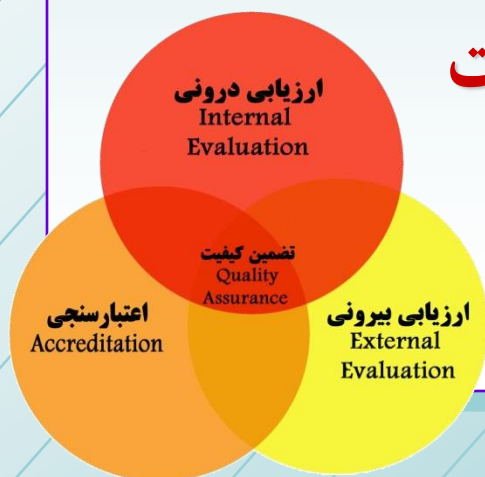 ارزیابی درونی
Internal
Evaluation
تضمین کیفیت
Quality
Assurance
اعتبارسنجی
Accreditation
ارزیابی بیرونی
External
Evaluation